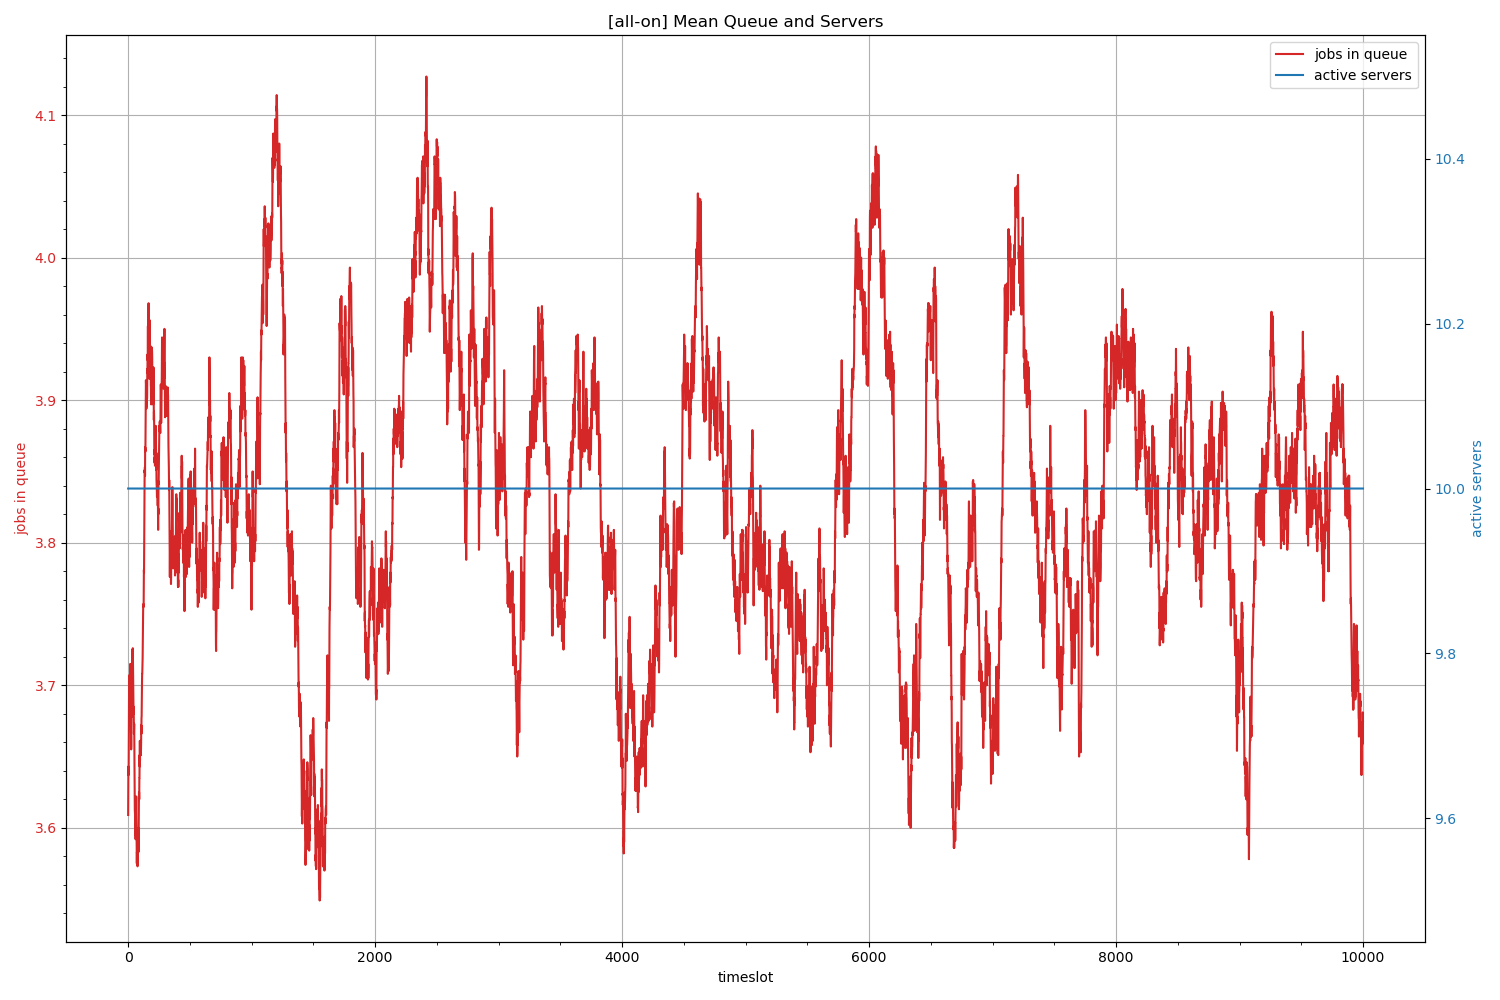 [all-on] Mean Queue and Servers
jobs in queue
active servers
4.1
4.0
3.9
3.8
3.7
3.6
jobs in queue
10.4
10.2
10.0
9.8
9.6
active servers
0
2000
4000
6000
8000
10000
timeslot